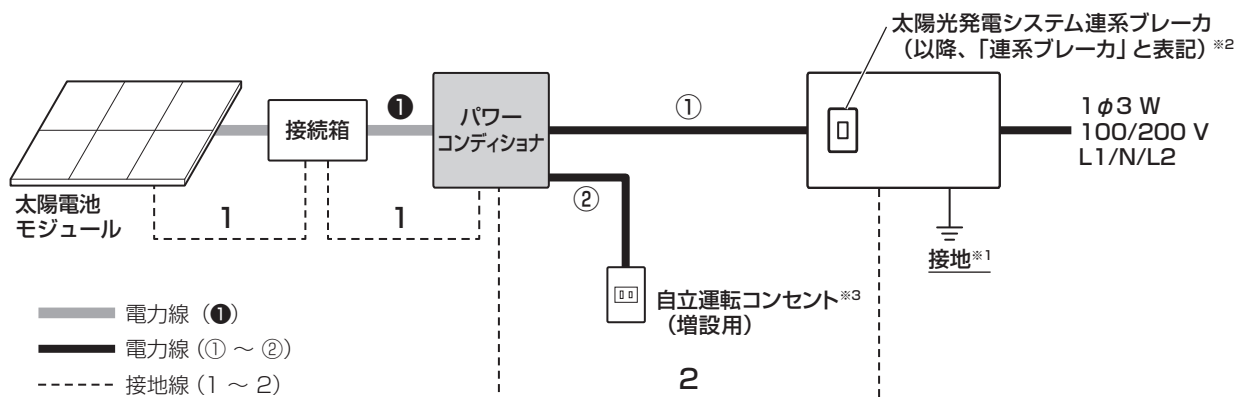 太陽光発電システム連系ブレーカ
（以降、「連系ブレーカ」と表記）※2
❶
①
パワー
コンディショナ
接続箱
1φ3 W
100/200 V
L1/N/L2
②
太陽電池
モジュール
1
1
接地※1
自立運転コンセント※3
（増設用）
電力線（❶）
電力線（①～②）
接地線（1～2）
2